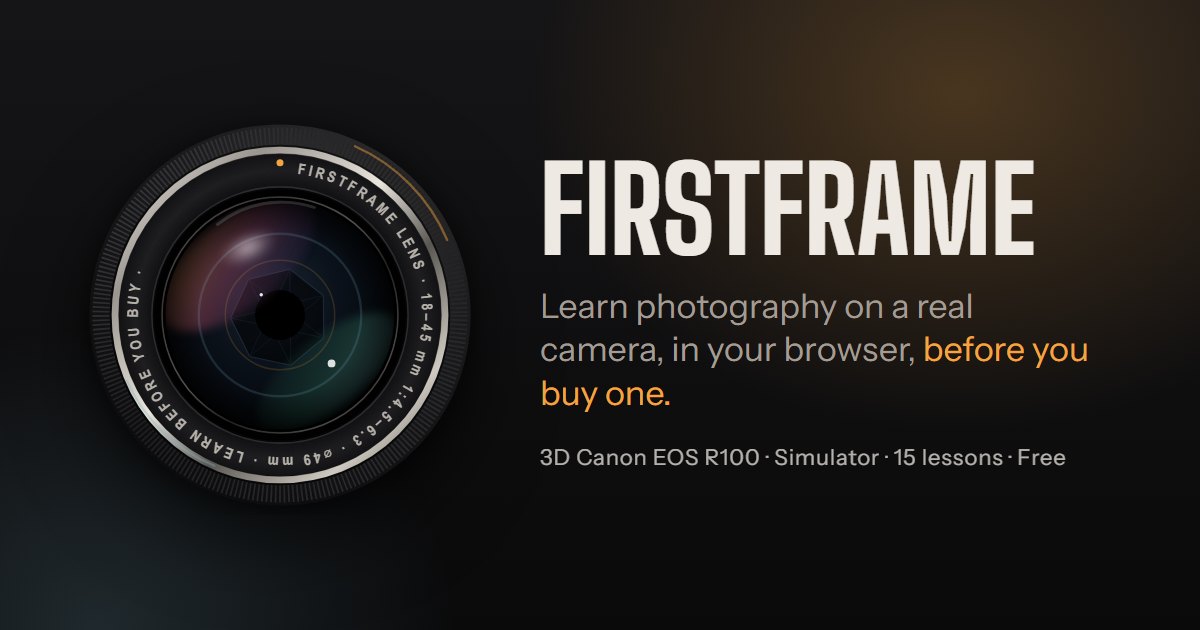 FIRSTFRAME LENS · 18–45 mm 1:4.5–6.3 · ⌀49 mm · LEARN BEFORE YOU BUY ·
FIRSTFRAME
Learn photography on a real
camera, in your browser, before you
buy one.
3D Canon EOS R100 · Simulator · 15 lessons · Free